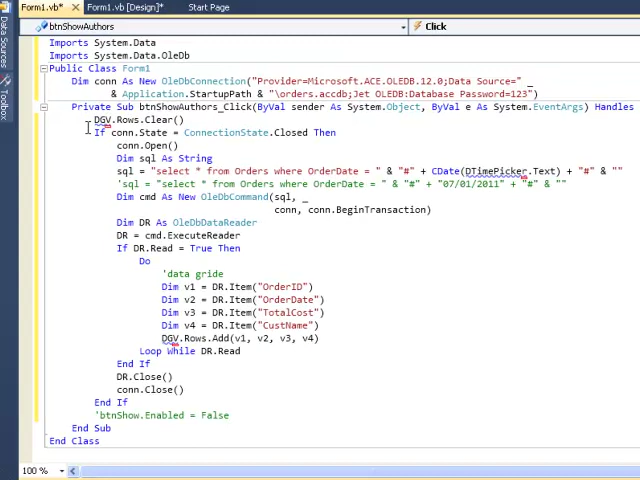 Form1.vb* × Form1.vb [Design]* Start Page
btnShowAuthors Click
Data Sources
Toolbox
Imports System.Data
Imports System.Data.OleDb
Public Class Form1
Dim conn As New OleDbConnection("Provider=Microsoft.ACE.OLEDB.12.0;Data Source=" _
& Application.StartupPath & "\orders.accdb;Jet OLEDB:Database Password=123")
Private Sub btnShowAuthors_Click(ByVal sender As System.Object, ByVal e As System.EventArgs) Handles
DGV.Rows.Clear()
If conn.State = ConnectionState.Closed Then
conn.Open()
Dim sql As String
sql = "select * from Orders where OrderDate = " & "#" + CDate(DTimePicker.Text) + "#" & ""
'sql = "select * from Orders where OrderDate = " & "#" + "07/01/2011" + "#" & ""
Dim cmd As New OleDbCommand(sql, _
conn, conn.BeginTransaction)
Dim DR As OleDbDataReader
DR = cmd.ExecuteReader
If DR.Read = True Then
Do
'data gride
Dim v1 = DR.Item("OrderID")
Dim v2 = DR.Item("OrderDate")
Dim v3 = DR.Item("TotalCost")
Dim v4 = DR.Item("CustName")
DGV.Rows.Add(v1, v2, v3, v4)
Loop While DR.Read
End If
DR.Close()
conn.Close()
End If
'btnShow.Enabled = False
End Sub
End Class
100 %